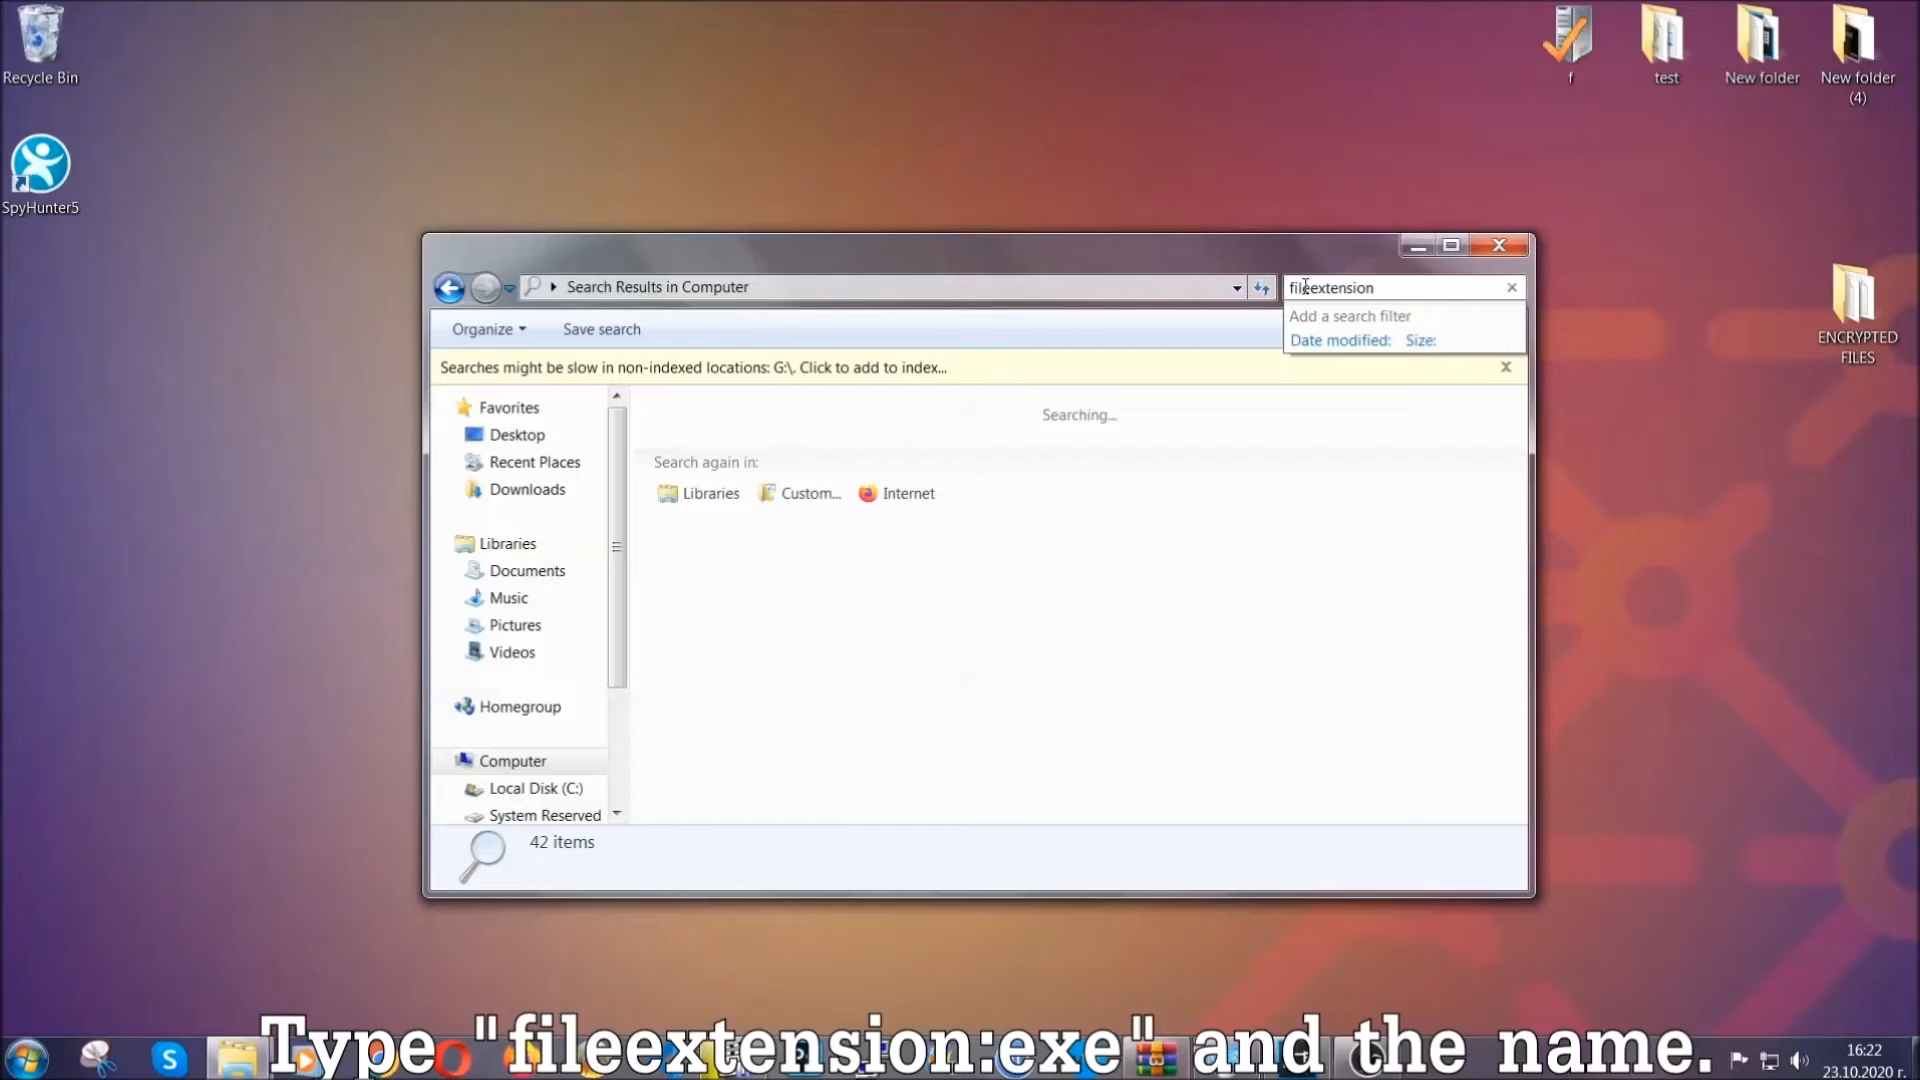 Recycle Bin
SpyHunter5
f
test
New folder
New folder
(4)
ENCRYPTED
FILES
Search Results in Computer
fileextension
Add a search filter
Date modified: Size:
Organize
Save search
Searches might be slow in non-indexed locations: G:\. Click to add to index...
Favorites
Desktop
Recent Places
Downloads
Libraries
Documents
Music
Pictures
Videos
Homegroup
Computer
Local Disk (C:)
System Reserved
Searching...
Search again in:
Libraries
Custom...
Internet
42 items
Type "fileextension:exe" and the name.
16:22
23.10.2020 г.